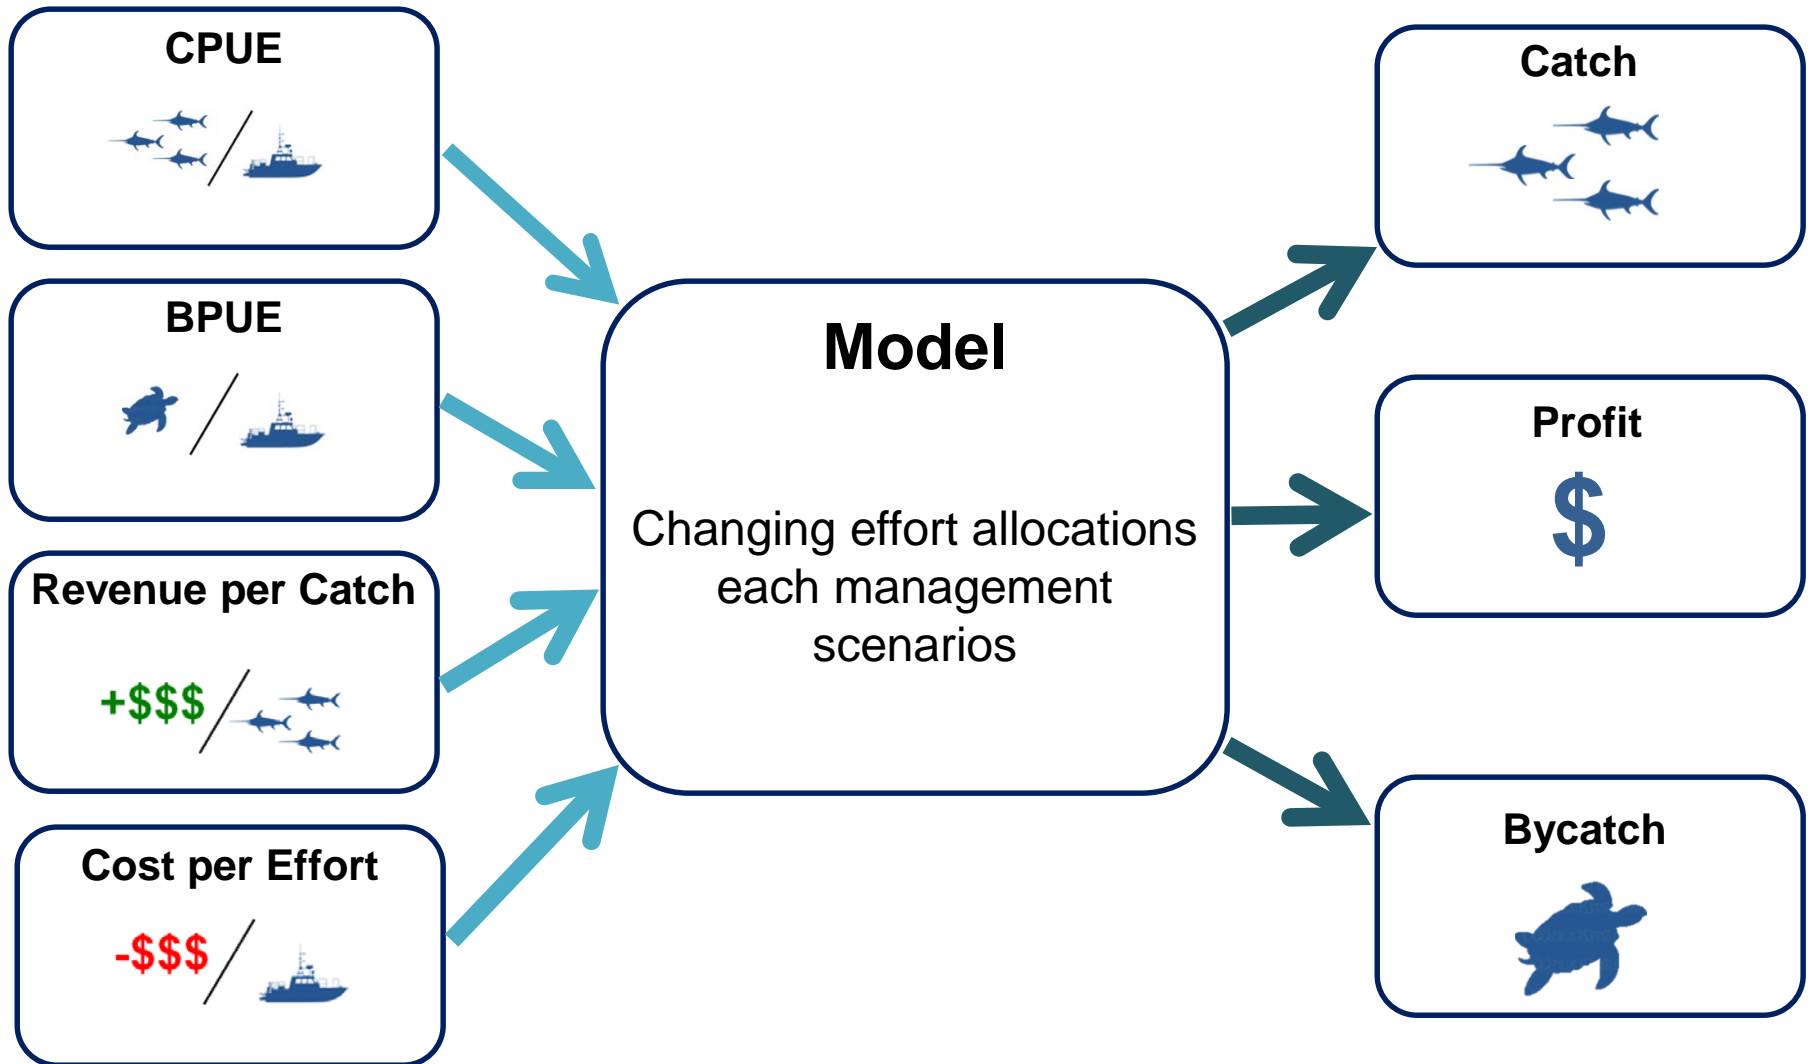 CPUE
BPUE
Revenue per Catch
+$$$
Cost per Effort
-$$$
Model
Changing effort allocations
each management
scenarios
Catch
Profit
$
Bycatch